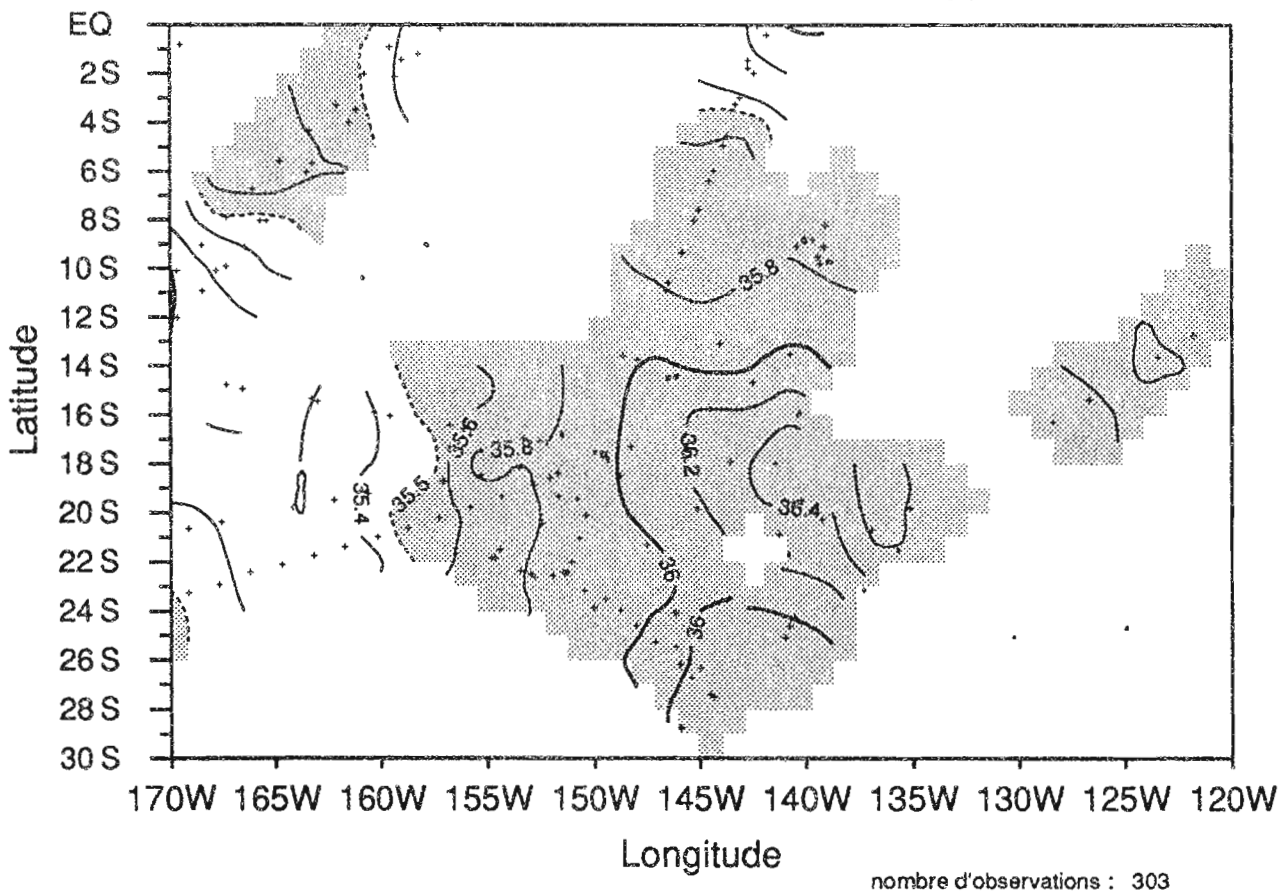 EQ
2S
4S
6S
8S
10S
12S
14S
16S
18S
20S
22S
24S
26S
28S
30S
Latitude
35.8
35.6
35.8
36.2
35.5
35.4
36.4
36
36
170W 165W 160W 155W 150W 145W 140W 135W 130W 125W 120W
Longitude
nombre d'observations : 303